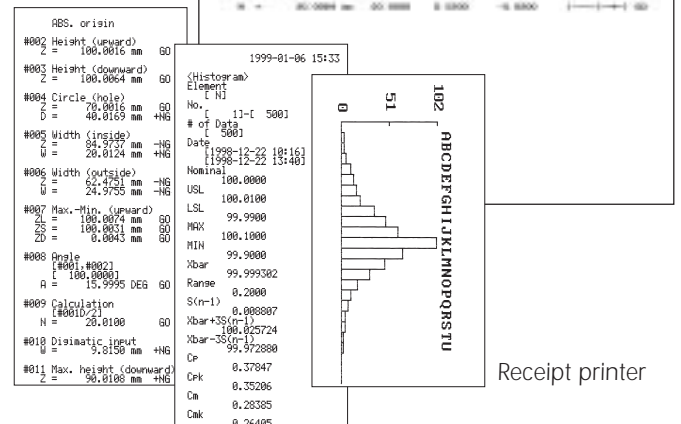 ABS. origin
#002 Height (upward)
Z = 100.0016 mm GO
#003 Height (downward)
Z = 100.0064 mm GO
#004 Circle (hole)
Z = 70.0016 mm GO
D = 40.0169 mm +NG
#005 Width (inside)
Z = 84.9737 mm -NG
W = 20.0124 mm +NG
#006 Width (outside)
Z = 62.4751 mm -NG
W = 24.9755 mm -NG
#007 Max.-Min. (upward)
ZL = 100.0074 mm GO
ZS = 100.0031 mm GO
ZD = 0.0043 mm GO
#008 Angle
[#001,#002]
[ 100.0000]
A = 15.9995 DEG GO
#009 Calculation
[#001D/2]
N = 20.0100 GO
#010 Digimatic input
W = 9.8150 mm +NG
#011 Max. height (downward)
Z = 90.0108 mm +NG
1999-01-06 15:33
(Histogram)
Element
[ N]
No.
[ 1]-[ 500]
# of Data
[ 500]
Date
[1998-12-22 10:16]
[1998-12-22 13:40]
Nominal
100.0000
USL
100.0100
LSL
99.9900
MAX
100.1000
MIN
99.9000
Xbar
99.999302
Range
0.2000
S(n-1)
0.008807
Xbar+3S(n-1)
100.025724
Xbar-3S(n-1)
99.972880
Cp
0.37847
Cpk
0.35206
Cm
0.28385
Cmk
0.26405
0 51 102
ABCDEFGHIJKLMNOPQRSTU
Receipt printer